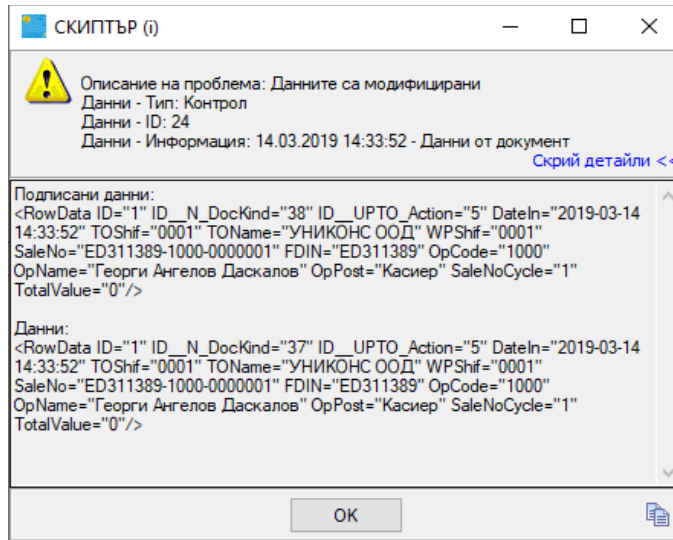 СКИПТЪР (i)
Описание на проблема: Данните са модифицирани
Данни - Тип: Контрол
Данни - ID: 24
Данни - Информация: 14.03.2019 14:33:52 - Данни от документ
Скрий детайли <<
Подписани данни:
<RowData ID="1" ID__N_DocKind="38" ID__UPTO_Action="5" DateIn="2019-03-14
14:33:52" TOShif="0001" TOName="УНИКОНС ООД" WPShif="0001"
SaleNo="ED311389-1000-0000001" FDIN="ED311389" OpCode="1000"
OpName="Георги Ангелов Даскалов" OpPost="Касиер" SaleNoCycle="1"
TotalValue="0"/>
Данни:
<RowData ID="1" ID__N_DocKind="37" ID__UPTO_Action="5" DateIn="2019-03-14
14:33:52" TOShif="0001" TOName="УНИКОНС ООД" WPShif="0001"
SaleNo="ED311389-1000-0000001" FDIN="ED311389" OpCode="1000"
OpName="Георги Ангелов Даскалов" OpPost="Касиер" SaleNoCycle="1"
TotalValue="0"/>
OK